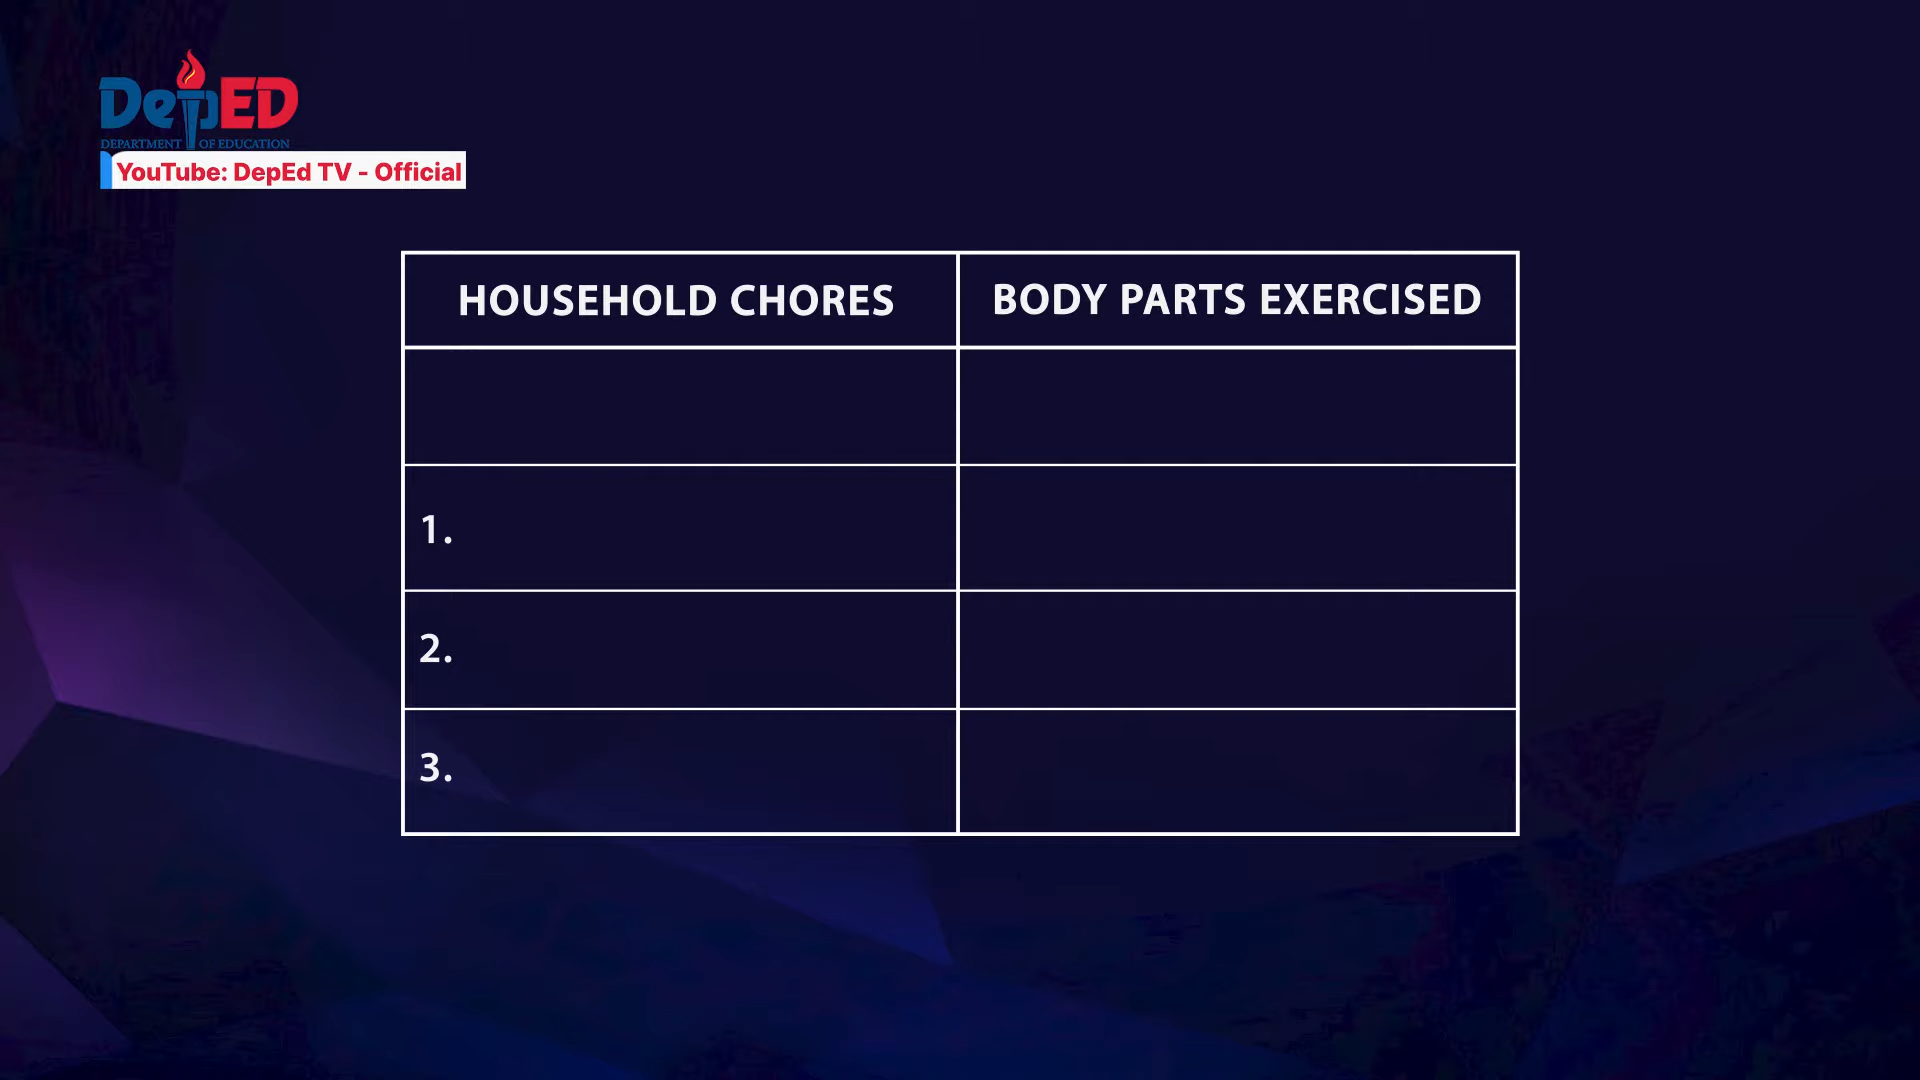 DepED
DEPARTMENT OF EDUCATION
YouTube: DepEd TV - Official
HOUSEHOLD CHORES
BODY PARTS EXERCISED
1.
2.
3.